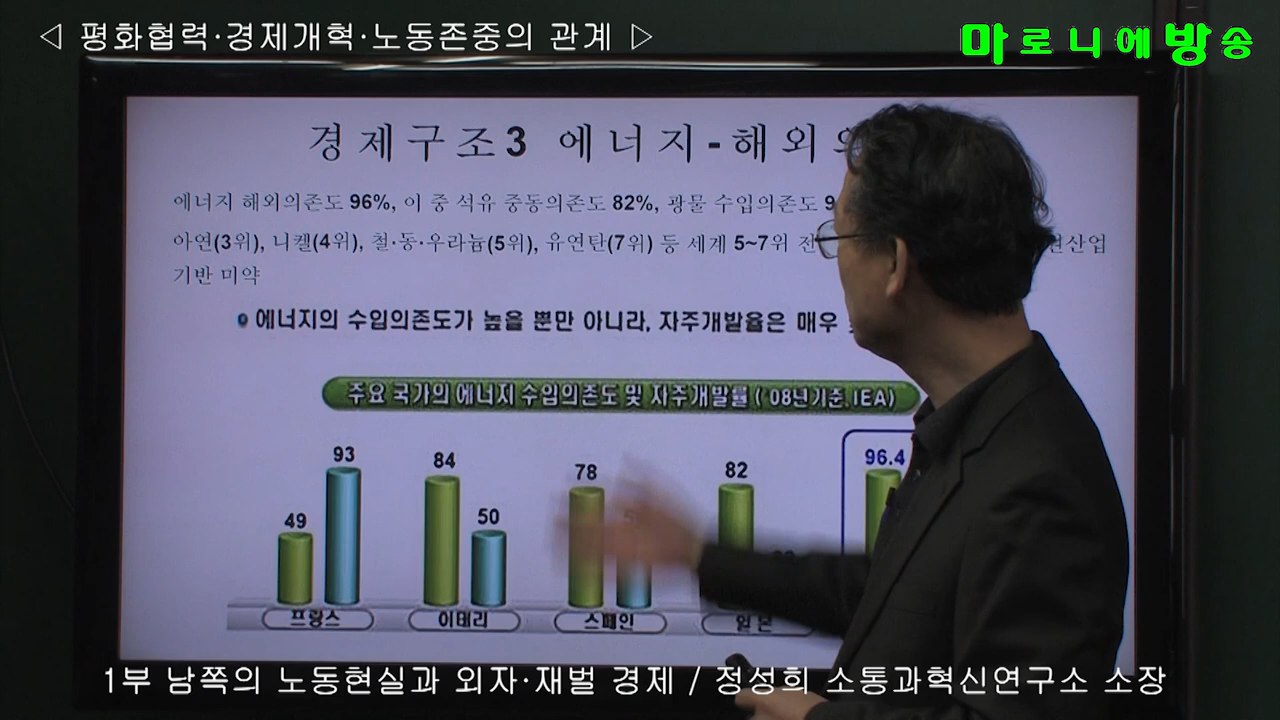 ◁ 평화협력·경제개혁·노동존중의 관계 ▷
마로니에방송
경제구조3 에너지-해외
에너지 해외의존도 96%, 이 중 석유 중동의존도 82%, 광물 수입의존도 9
아연(3위), 니켈(4위), 철·동·우라늄(5위), 유연탄(7위) 등 세계 5~7위 전
기반 미약
에너지의 수입의존도가 높을 뿐만 아니라, 자주개발율은 매우
주요 국가의 에너지 수입의존도 및 자주개발률 ('08년기준, IEA)
49 93 84 50 78 82 96.4
프랑스 이테리 스페인 일본
1부 남쪽의 노동현실과 외자·재벌 경제 / 정성희 소통과혁신연구소 소장